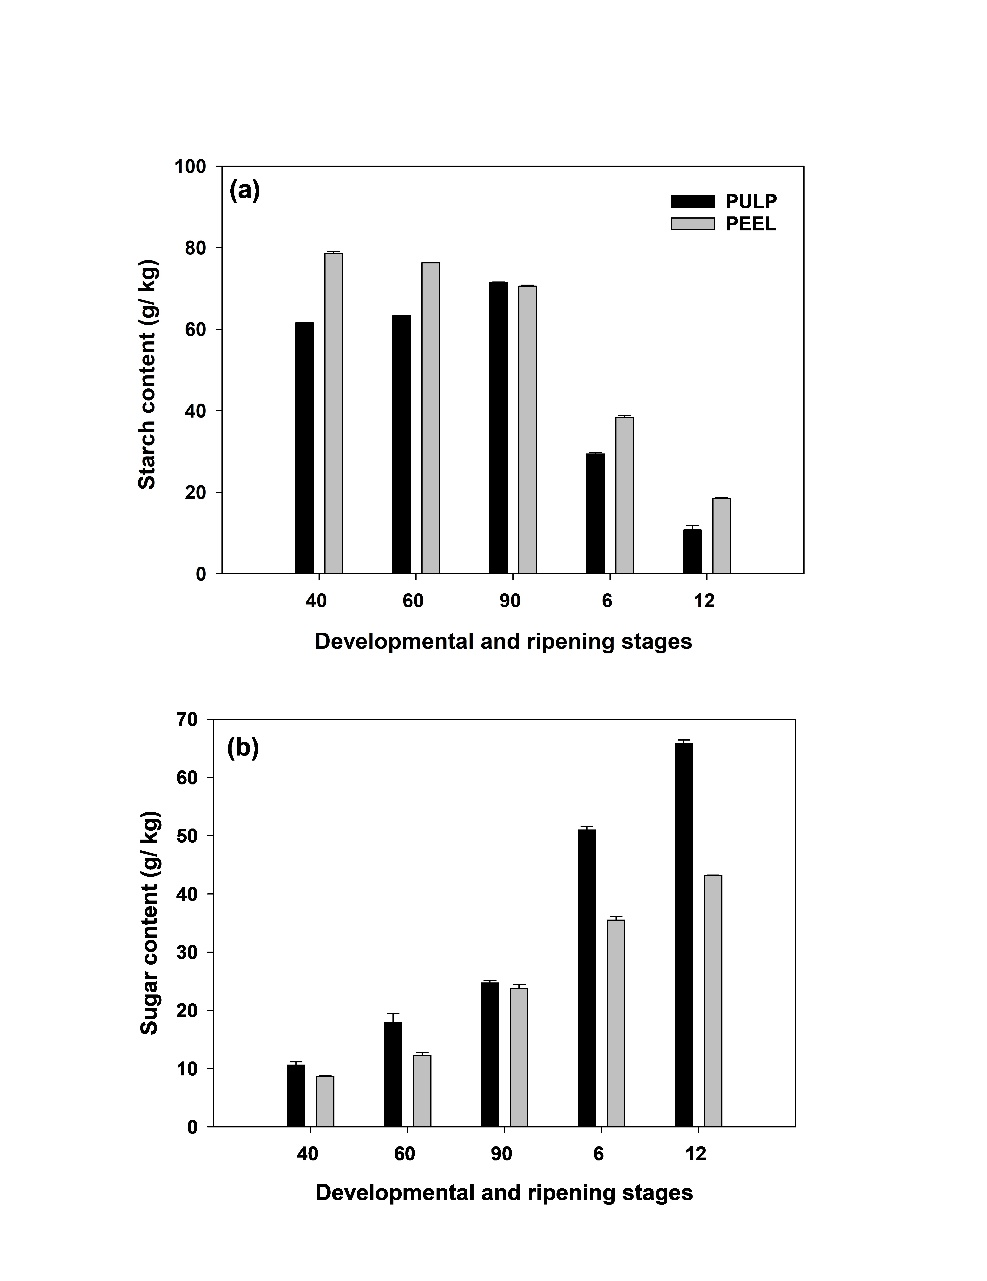 (a)
PULP
PEEL
100
80
60
40
20
0
Starch content (g/ kg)
40 60 90 6 12
Developmental and ripening stages
(b)
70
60
50
40
30
20
10
0
Sugar content (g/ kg)
40 60 90 6 12
Developmental and ripening stages